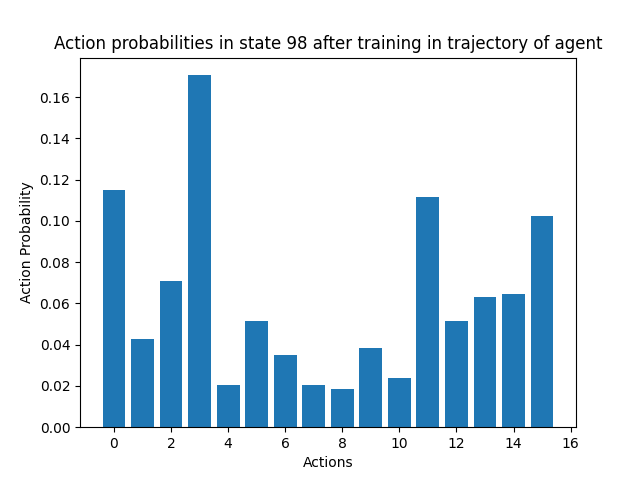 Action probabilities in state 98 after training in trajectory of agent
0.16
0.14
0.12
0.10
0.08
0.06
0.04
0.02
0.00
Action Probability
0 2 4 6 8 10 12 14 16
Actions